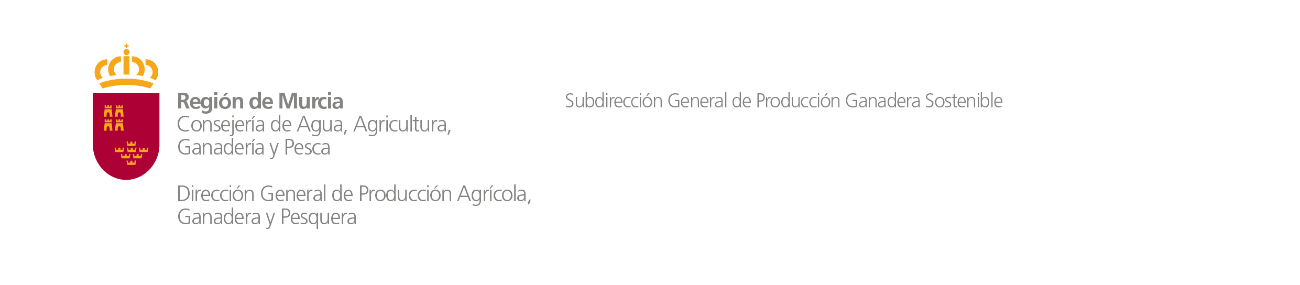 Región de Murcia
Consejería de Agua, Agricultura,
Ganadería y Pesca
Dirección General de Producción Agrícola,
Ganadera y Pesquera
Subdirección General de Producción Ganadera Sostenible